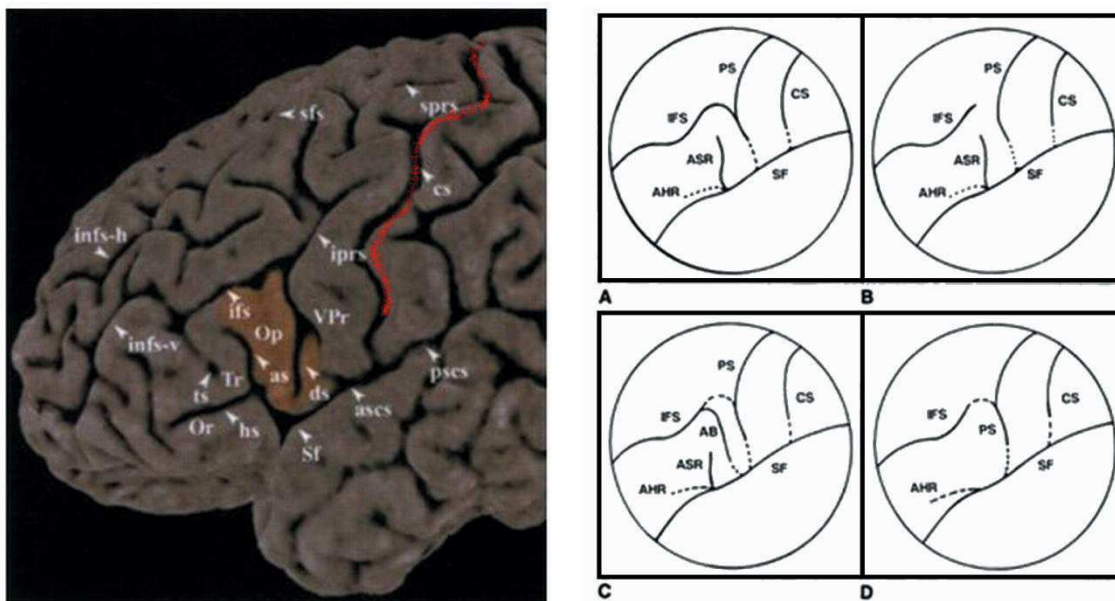 sprs
sfs
cs
infs-h
iprs
ifs
Op
VPr
infs-v
as
Tr
ts
ds
pscs
ascs
Or
hs
Sf
PS
CS
IFS
ASR
AHR
SF
A
PS
CS
IFS
ASR
AHR
SF
B
PS
CS
IFS
AB
ASR
AHR
SF
C
PS
CS
IFS
AHR
SF
D